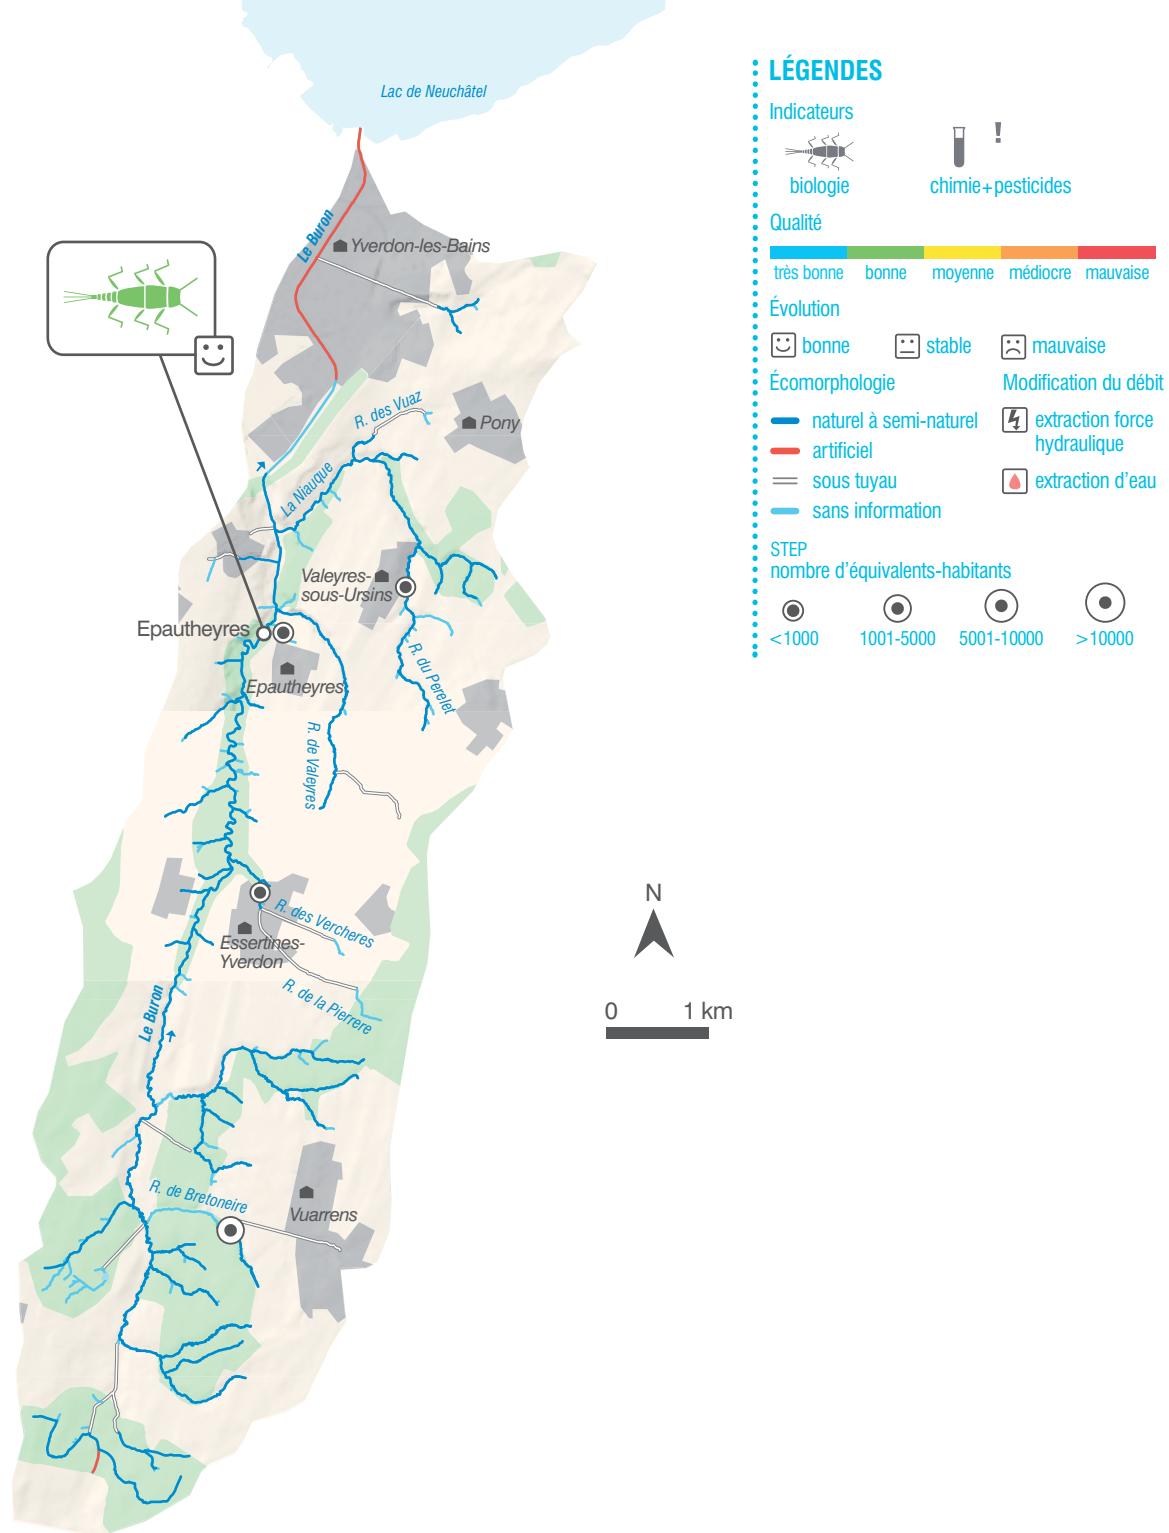 Lac de Neuchâtel
Le Buron
Yverdon-les-Bains
R. des Vuaz
Pony
La Niauque
Valeyres-
sous-Ursins
Epautheyres
Epautheyres
R. du Perelet
R. de Valeyres
R. des Vercheres
Essertines-
Yverdon
R. de la Pierrere
Le Buron
R. de Bretoneire
Vuarrens
LÉGENDES
Indicateurs
!
biologie
chimie+pesticides
Qualité
très bonne
bonne
moyenne
médiocre
mauvaise
Évolution
bonne
stable
mauvaise
Écomorphologie
naturel à semi-naturel
artificiel
sous tuyau
sans information
Modification du débit
extraction force
hydraulique
extraction d'eau
STEP
nombre d'équivalents-habitants
<1000
1001-5000
5001-10000
>10000
N
0
1 km